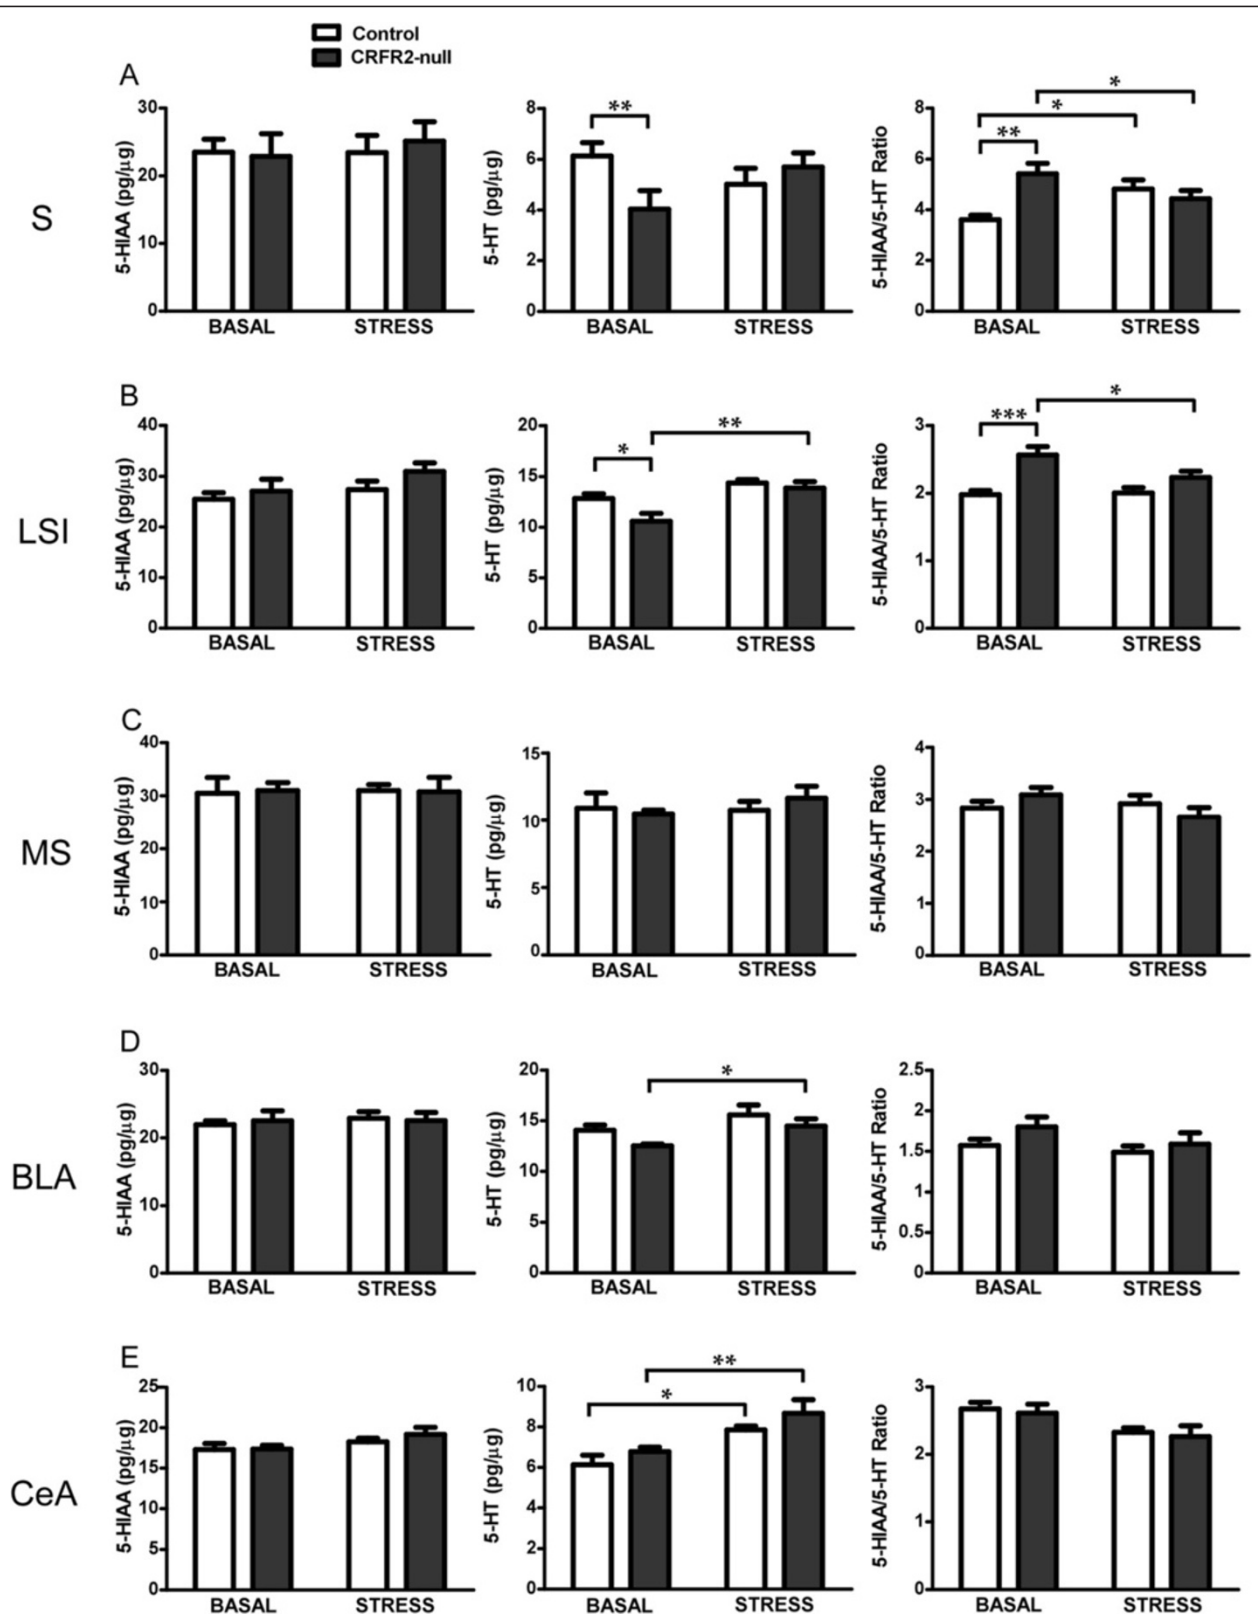 Control
CRFR2-null
A
S
5-HIAA (pg/µg)
30
20
10
0
BASAL STRESS
5-HT (pg/µg)
8
6
4
2
0
**
BASAL STRESS
5-HIAA/5-HT Ratio
8
6
4
2
0
*
*
**
BASAL STRESS
B
LSI
5-HIAA (pg/µg)
40
30
20
10
0
BASAL STRESS
5-HT (pg/µg)
20
15
10
5
0
**
*
BASAL STRESS
5-HIAA/5-HT Ratio
3
2
1
0
*
***
BASAL STRESS
C
MS
5-HIAA (pg/µg)
40
30
20
10
0
BASAL STRESS
5-HT (pg/µg)
15
10
5
0
BASAL STRESS
5-HIAA/5-HT Ratio
4
3
2
1
0
BASAL STRESS
D
BLA
5-HIAA (pg/µg)
30
20
10
0
BASAL STRESS
5-HT (pg/µg)
20
15
10
5
0
*
BASAL STRESS
5-HIAA/5-HT Ratio
2.5
2
1.5
1
0.5
0
BASAL STRESS
E
CeA
5-HIAA (pg/µg)
25
20
15
10
5
0
BASAL STRESS
5-HT (pg/µg)
10
8
6
4
2
0
**
*
BASAL STRESS
5-HIAA/5-HT Ratio
3
2
1
0
BASAL STRESS